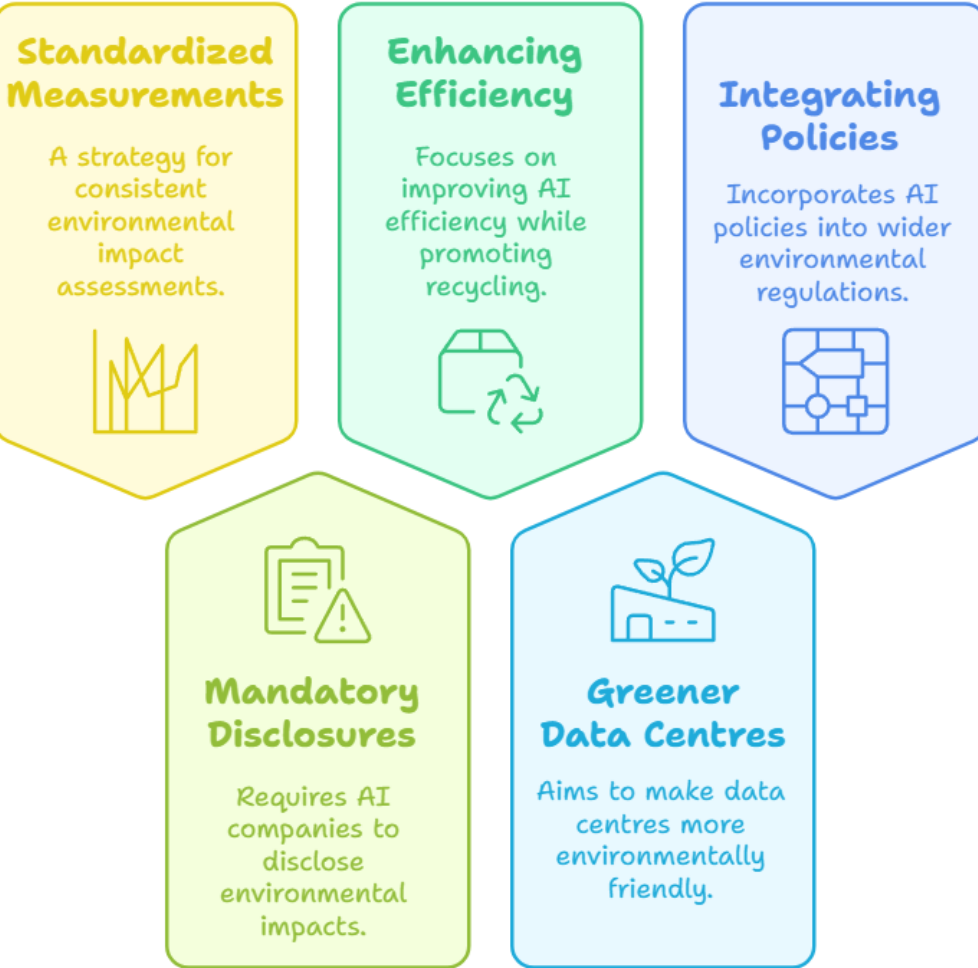 Standardized
Measurements
A strategy for
consistent
environmental
impact
assessments.
Enhancing
Efficiency
Focuses on
improving AI
efficiency while
promoting
recycling.
Integrating
Policies
Incorporates AI
policies into wider
environmental
regulations.
Mandatory
Disclosures
Requires AI
companies to
disclose
environmental
impacts.
Greener
Data Centres
Aims to make data
centres more
environmentally
friendly.